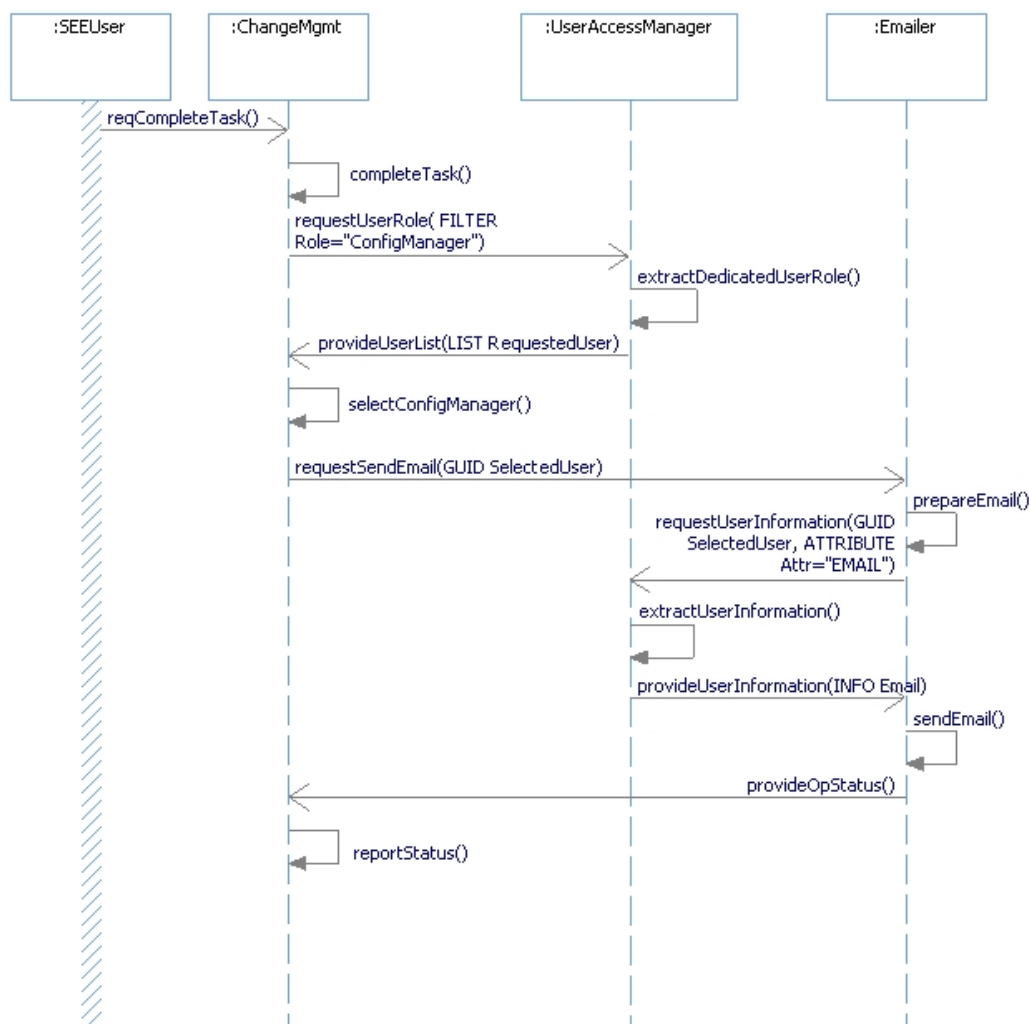 :SEEUser
:ChangeMgmt
:UserAccessManager
:Emailer
reqCompleteTask()
completeTask()
requestUserRole( FILTER
Role="ConfigManager")
extractDedicatedUserRole()
provideUserList(LIST RequestedUser)
selectConfigManager()
requestSendEmail(GUID SelectedUser)
prepareEmail()
requestUserInformation(GUID
SelectedUser, ATTRIBUTE
Attr="EMAIL")
extractUserInformation()
provideUserInformation(INFO Email)
sendEmail()
provideOpStatus()
reportStatus()